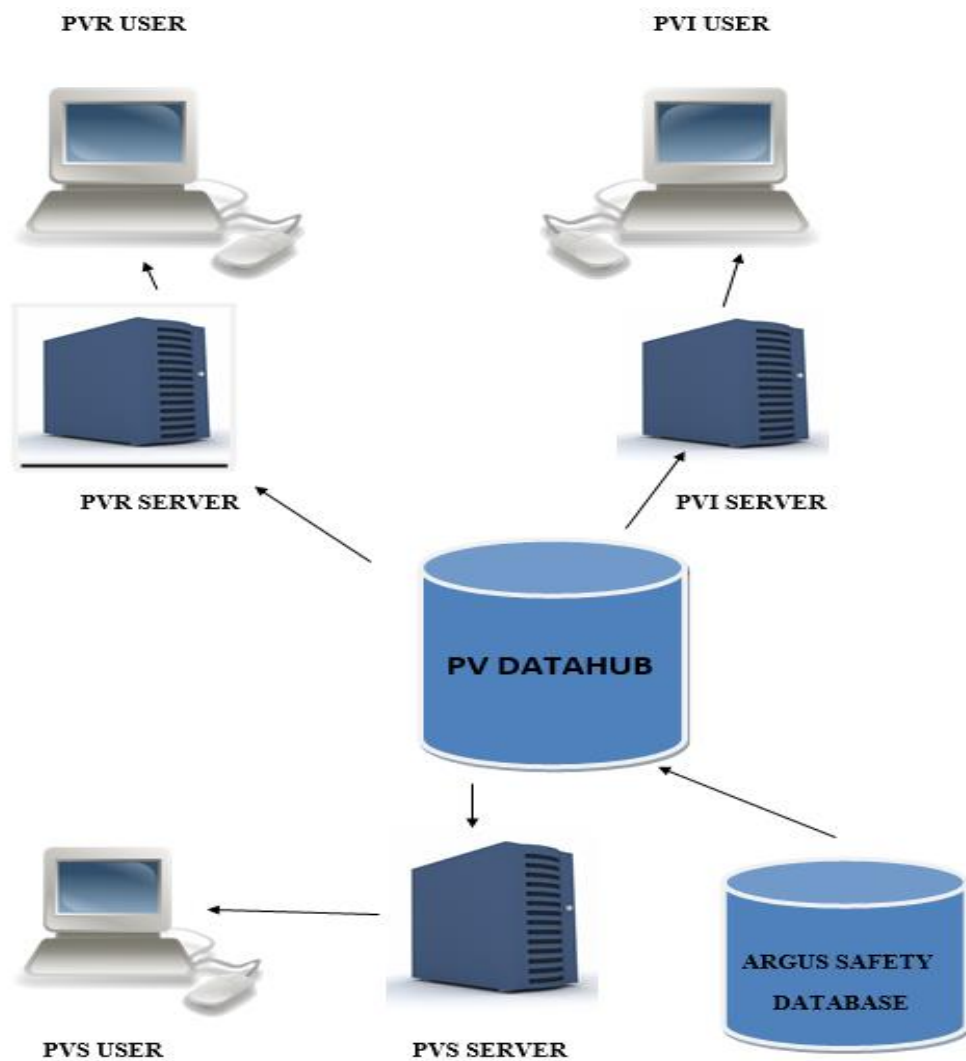 PVR USER
PVI USER
PVR SERVER
PVI SERVER
PV DATAHUB
ARGUS SAFETY
DATABASE
PVS USER
PVS SERVER